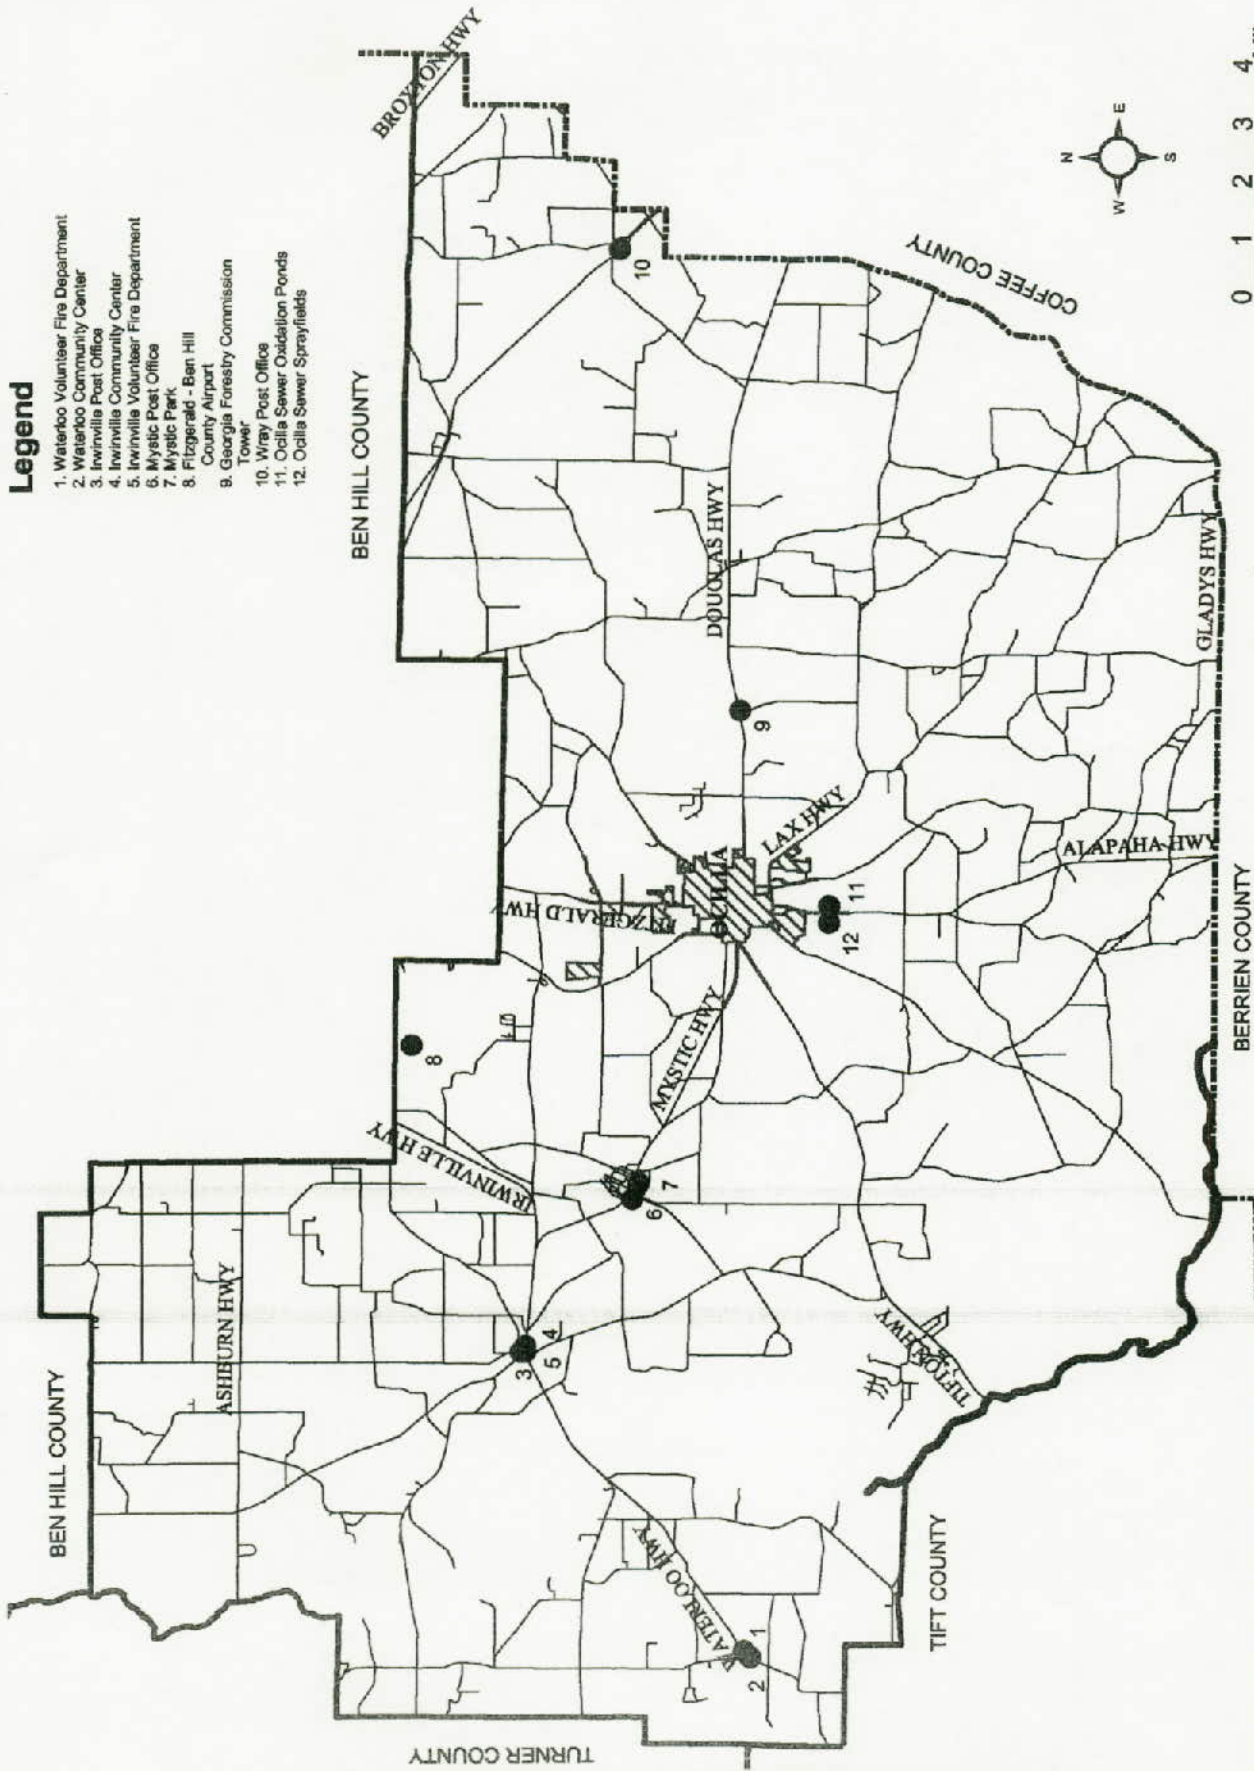 Legend
1. Waterloo Volunteer Fire Department
2. Waterloo Community Center
3. Irwinville Post Office
4. Irwinville Community Center
5. Irwinville Volunteer Fire Department
6. Mystic Post Office
7. Mystic Park
8. Fitzgerald - Ben Hill
County Airport
9. Georgia Forestry Commission
Tower
10. Wray Post Office
11. Ocilla Sewer Oxidation Ponds
12. Ocilla Sewer Sprayfields
BEN HILL COUNTY
BEN HILL COUNTY
BROXTON HWY
ASHBURN HWY
IRWINVILLE HWY
FITZGERALD HW
MYSTIC HWY
OCILLA
DOUGLAS HWY
LAX HWY
WATERLOO HWY
TIFTON HWY
ALAPAHA HWY
GLADYS HWY
TURNER COUNTY
TIFT COUNTY
BERRIEN COUNTY
COFFEE COUNTY
1
2
3
4
5
6
7
8
9
10
11
12
N
E
S
W
0 1 2 3 4